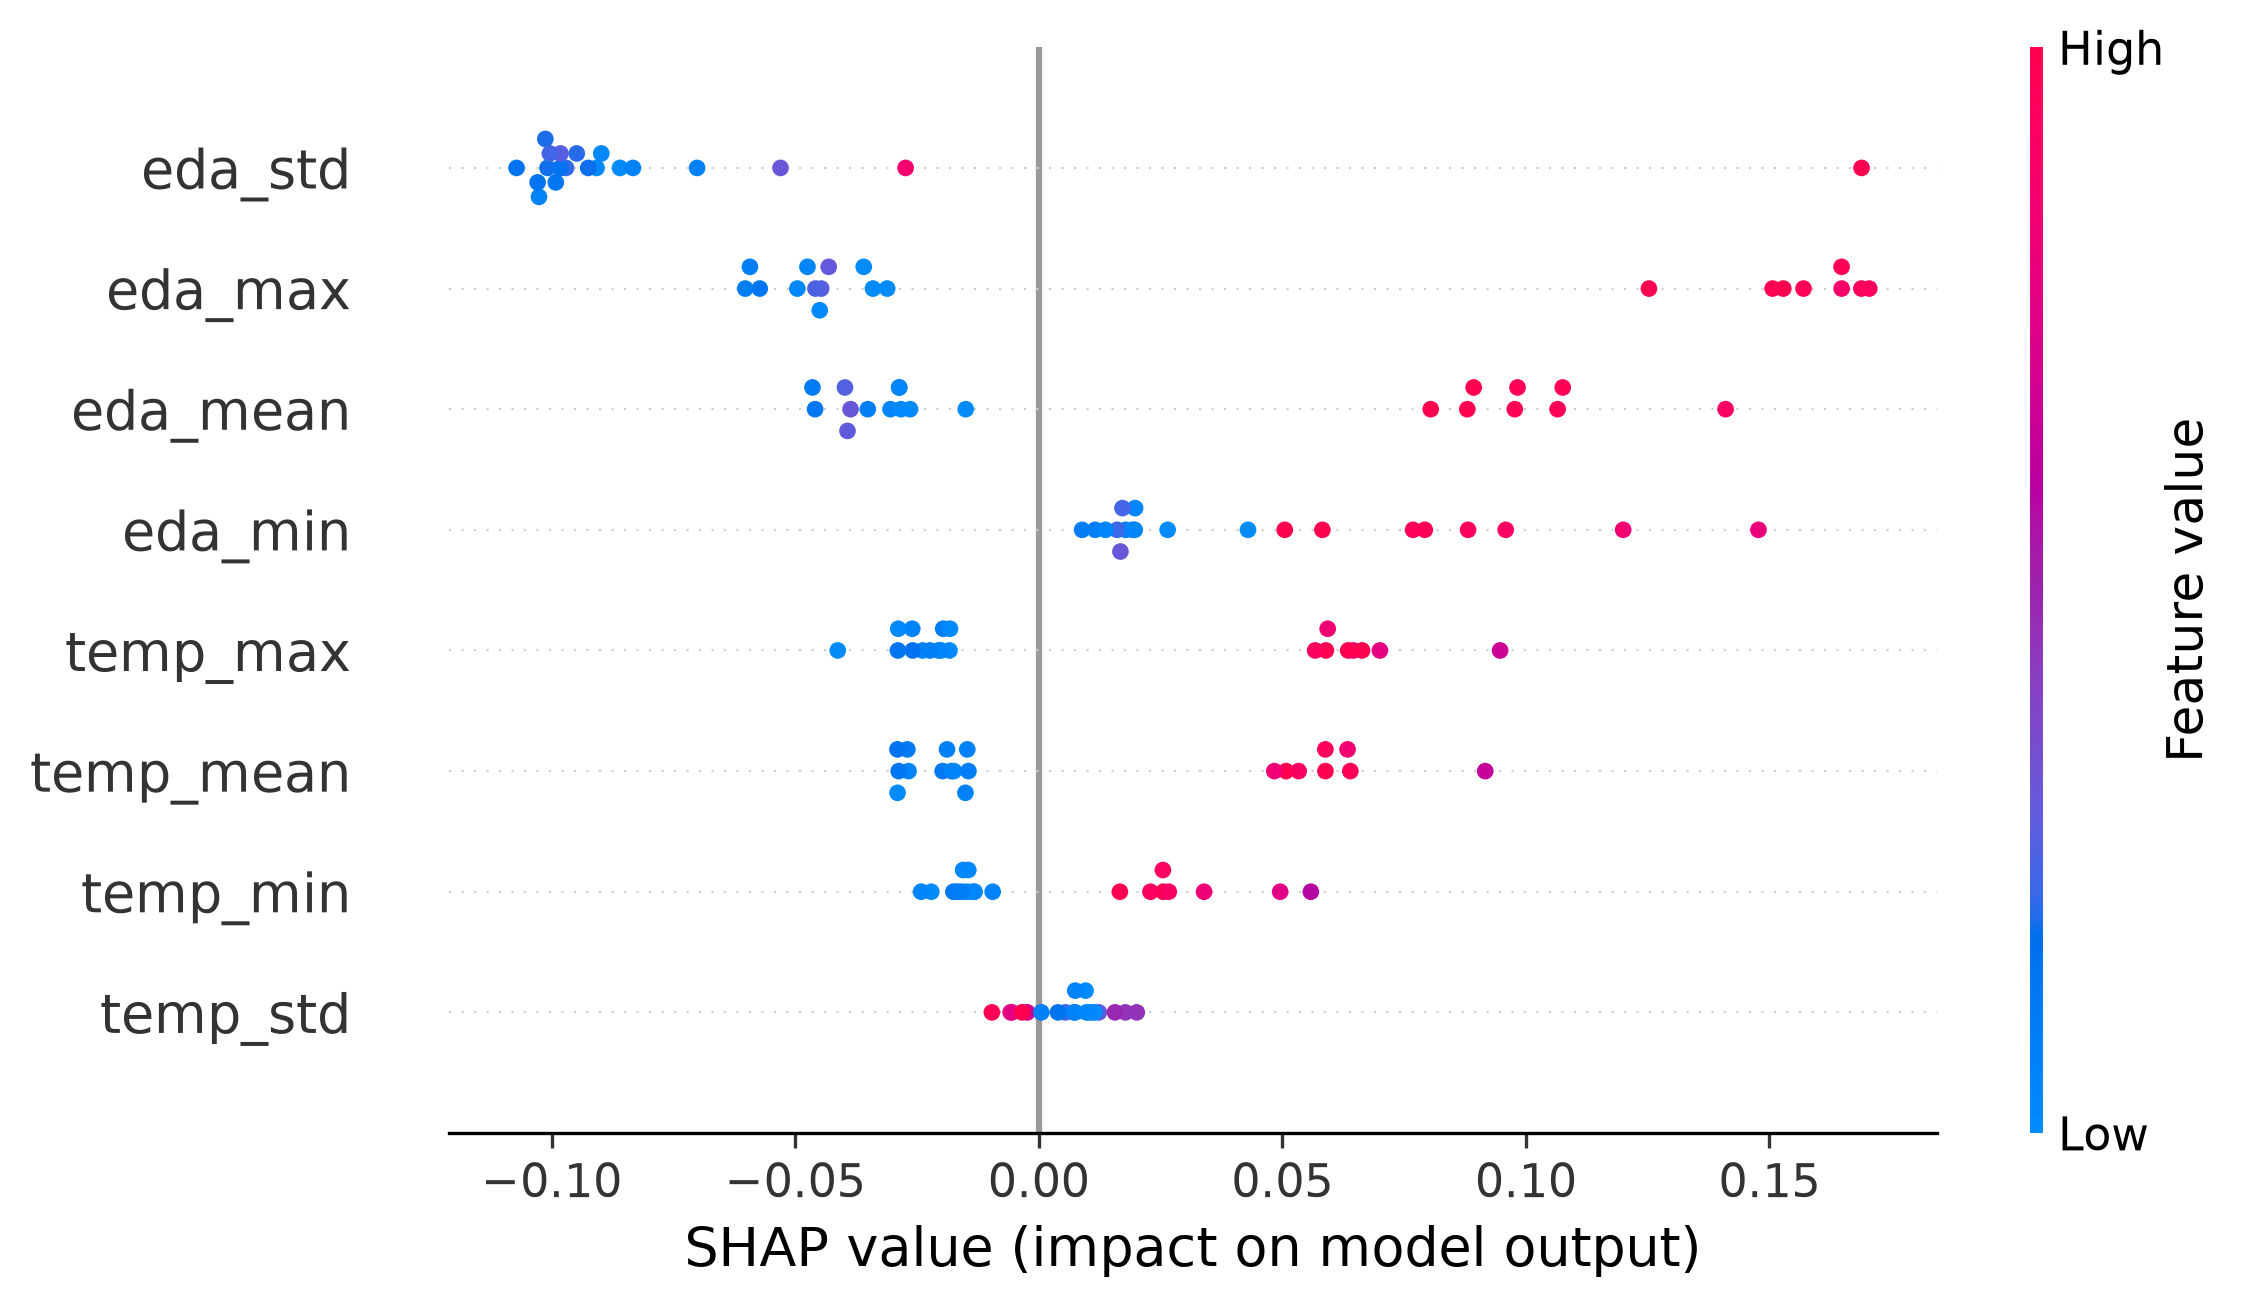 High
eda_std
eda_max
eda_mean
eda_min
temp_max
temp_mean
temp_min
temp_std
Feature value
Low
−0.10 −0.05 0.00 0.05 0.10 0.15
SHAP value (impact on model output)